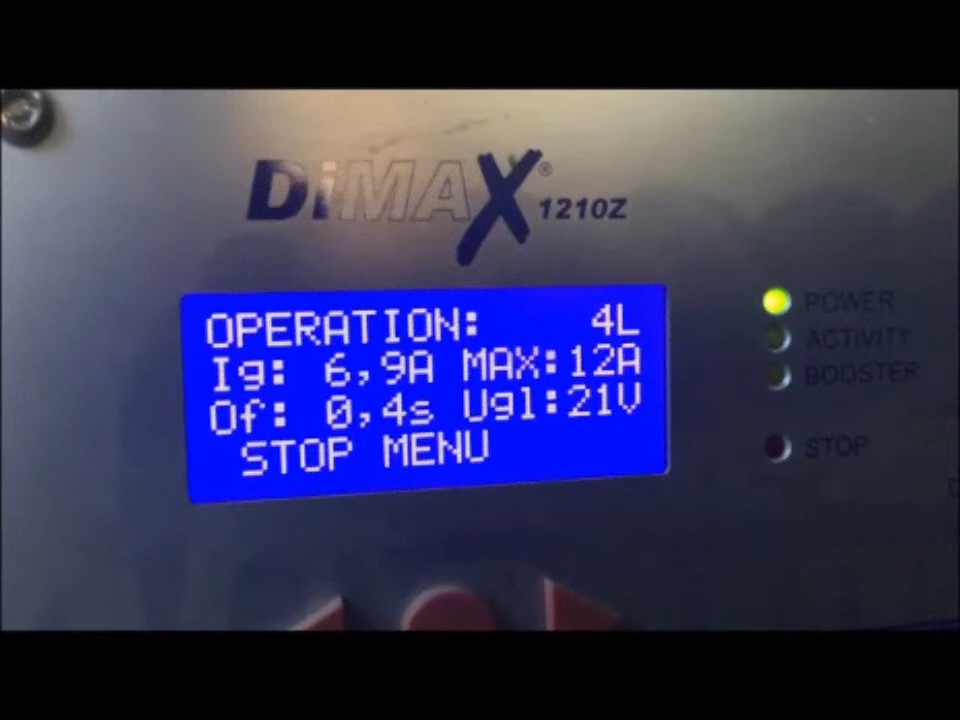 DiMAX® 1210Z
OPERATION: 4L
Ig: 6,9A MAX:12A
Of: 0,4s Ugl:21V
STOP MENU
POWER
ACTIVITY
BOOSTER
STOP